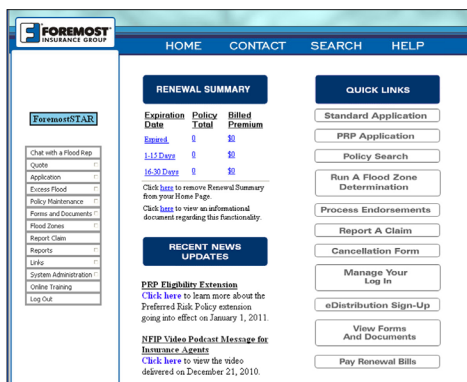 FOREMOST
INSURANCE GROUP
HOME CONTACT SEARCH HELP
ForemostSTAR
Chat with a Flood Rep
Quote
Application
Excess Flood
Policy Maintenance
Forms and Documents
Flood Zones
Report Claim
Reports
Links
System Administration
Online Training
Log Out
RENEWAL SUMMARY
Expiration Policy Billed
Date Total Premium
Expired 0 $0
1-15 Days 0 $0
16-30 Days 0 $0
Click here to remove Renewal Summary
from your Home Page.
Click here to view an informational
document regarding this functionality.
RECENT NEWS
UPDATES
PRP Eligibility Extension
Click here to learn more about the
Preferred Risk Policy extension
going into effect on January 1, 2011.
NFIP Video Podcast Message for
Insurance Agents
Click here to view the video
delivered on December 21, 2010.
QUICK LINKS
Standard Application
PRP Application
Policy Search
Run A Flood Zone
Determination
Process Endorsements
Report A Claim
Cancellation Form
Manage Your
Log In
eDistribution Sign-Up
View Forms
And Documents
Pay Renewal Bills